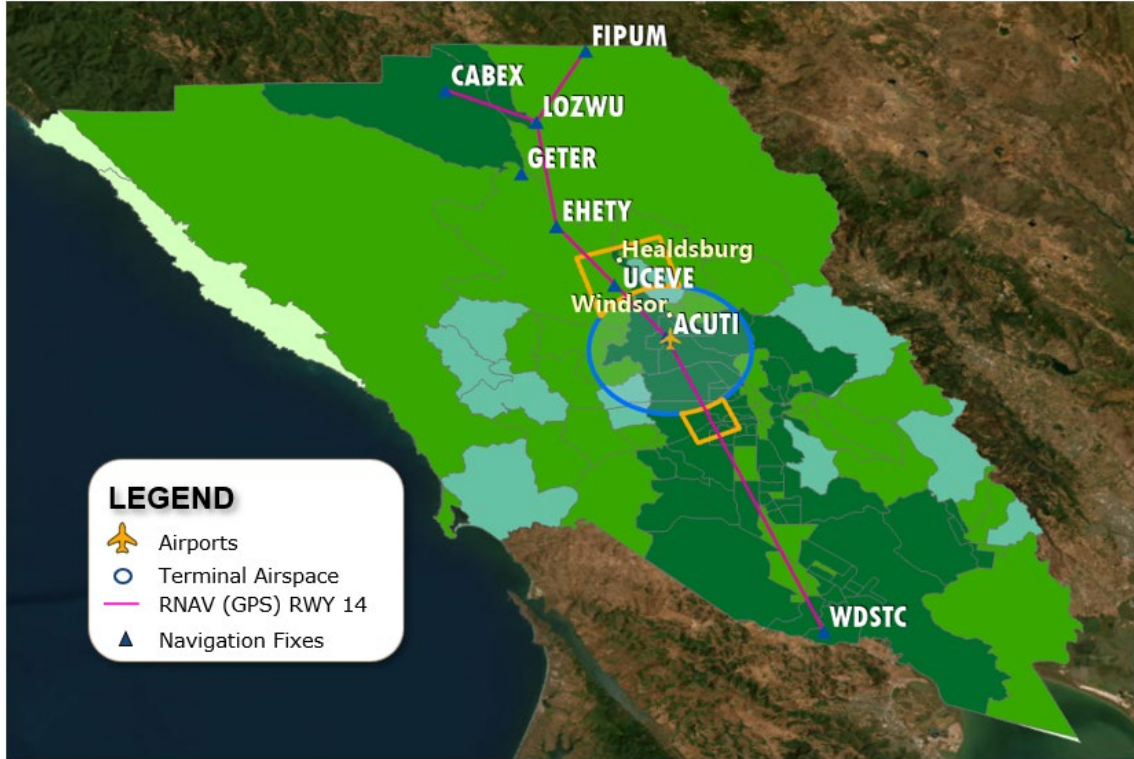 FIPUM
CABEX
LOZWU
GETER
EHETY
Healdsburg
UCEVE
Windsor
ACUTI
LEGEND
Airports
Terminal Airspace
RNAV (GPS) RWY 14
Navigation Fixes
WDSTC